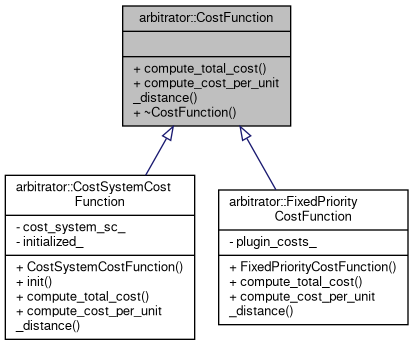 arbitrator::CostFunction
+ compute_total_cost()
+ compute_cost_per_unit
_distance()
+ ~CostFunction()
arbitrator::CostSystemCost
Function
- cost_system_sc_
- initialized_
+ CostSystemCostFunction()
+ init()
+ compute_total_cost()
+ compute_cost_per_unit
_distance()
arbitrator::FixedPriority
CostFunction
- plugin_costs_
+ FixedPriorityCostFunction()
+ compute_total_cost()
+ compute_cost_per_unit
_distance()